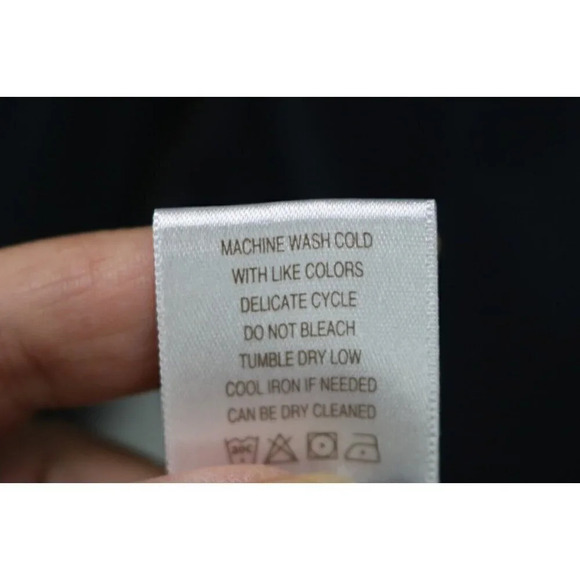 MACHINE WASH COLD
WITH LIKE COLORS
DELICATE CYCLE
DO NOT BLEACH
TUMBLE DRY LOW
COOL IRON IF NEEDED
CAN BE DRY CLEANED